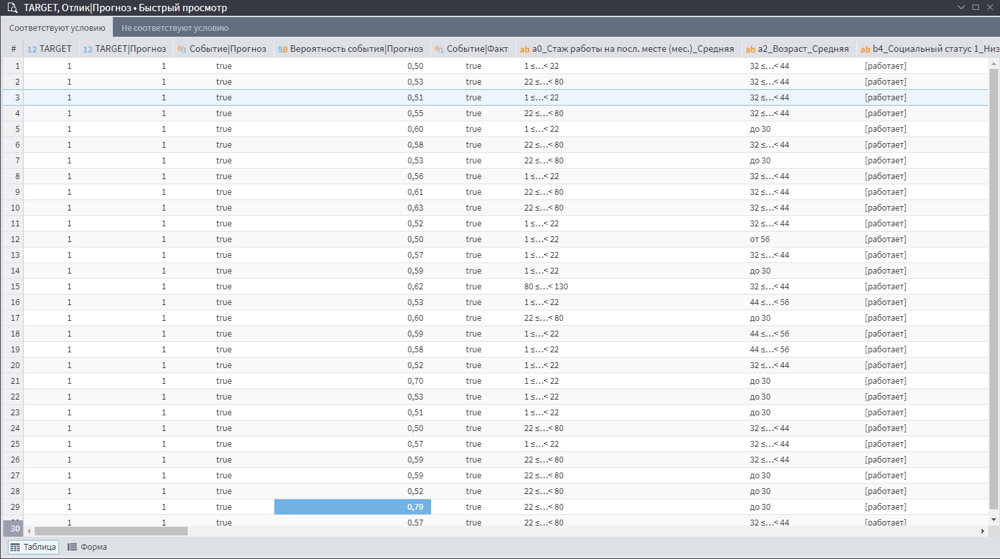 TARGET, Отлик|Прогноз • Быстрый просмотр
Соответствуют условию Не соответствуют условию
# 12 TARGET 12 TARGET|Прогноз 0/1 Событие|Прогноз 9.0 Вероятность события|Прогноз 0/1 Событие|Факт ab a0_Стаж работы на посл. месте (мес.)_Средняя ab a2_Возраст_Средняя ab b4_Социальный статус 1_Низ
1 1 1 true 0,50 true 1 ≤…< 22 32 ≤…< 44 [работает]
2 1 1 true 0,53 true 22 ≤…< 80 32 ≤…< 44 [работает]
3 1 1 true 0,51 true 1 ≤…< 22 32 ≤…< 44 [работает]
4 1 1 true 0,55 true 22 ≤…< 80 32 ≤…< 44 [работает]
5 1 1 true 0,60 true 1 ≤…< 22 до 30 [работает]
6 1 1 true 0,58 true 22 ≤…< 80 32 ≤…< 44 [работает]
7 1 1 true 0,53 true 22 ≤…< 80 до 30 [работает]
8 1 1 true 0,56 true 1 ≤…< 22 32 ≤…< 44 [работает]
9 1 1 true 0,61 true 22 ≤…< 80 32 ≤…< 44 [работает]
10 1 1 true 0,63 true 22 ≤…< 80 32 ≤…< 44 [работает]
11 1 1 true 0,52 true 1 ≤…< 22 32 ≤…< 44 [работает]
12 1 1 true 0,50 true 1 ≤…< 22 от 56 [работает]
13 1 1 true 0,57 true 1 ≤…< 22 32 ≤…< 44 [работает]
14 1 1 true 0,59 true 1 ≤…< 22 до 30 [работает]
15 1 1 true 0,62 true 80 ≤…< 130 32 ≤…< 44 [работает]
16 1 1 true 0,53 true 1 ≤…< 22 44 ≤…< 56 [работает]
17 1 1 true 0,60 true 22 ≤…< 80 до 30 [работает]
18 1 1 true 0,59 true 1 ≤…< 22 44 ≤…< 56 [работает]
19 1 1 true 0,58 true 1 ≤…< 22 44 ≤…< 56 [работает]
20 1 1 true 0,52 true 1 ≤…< 22 32 ≤…< 44 [работает]
21 1 1 true 0,70 true 1 ≤…< 22 до 30 [работает]
22 1 1 true 0,53 true 1 ≤…< 22 до 30 [работает]
23 1 1 true 0,51 true 1 ≤…< 22 до 30 [работает]
24 1 1 true 0,50 true 22 ≤…< 80 32 ≤…< 44 [работает]
25 1 1 true 0,57 true 1 ≤…< 22 32 ≤…< 44 [работает]
26 1 1 true 0,59 true 22 ≤…< 80 32 ≤…< 44 [работает]
27 1 1 true 0,59 true 22 ≤…< 80 до 30 [работает]
28 1 1 true 0,52 true 22 ≤…< 80 до 30 [работает]
29 1 1 true 0,79 true 22 ≤…< 80 до 30 [работает]
1 1 true 0,57 true 22 ≤…< 80 32 ≤…< 44 [работает]
30
Таблица Форма